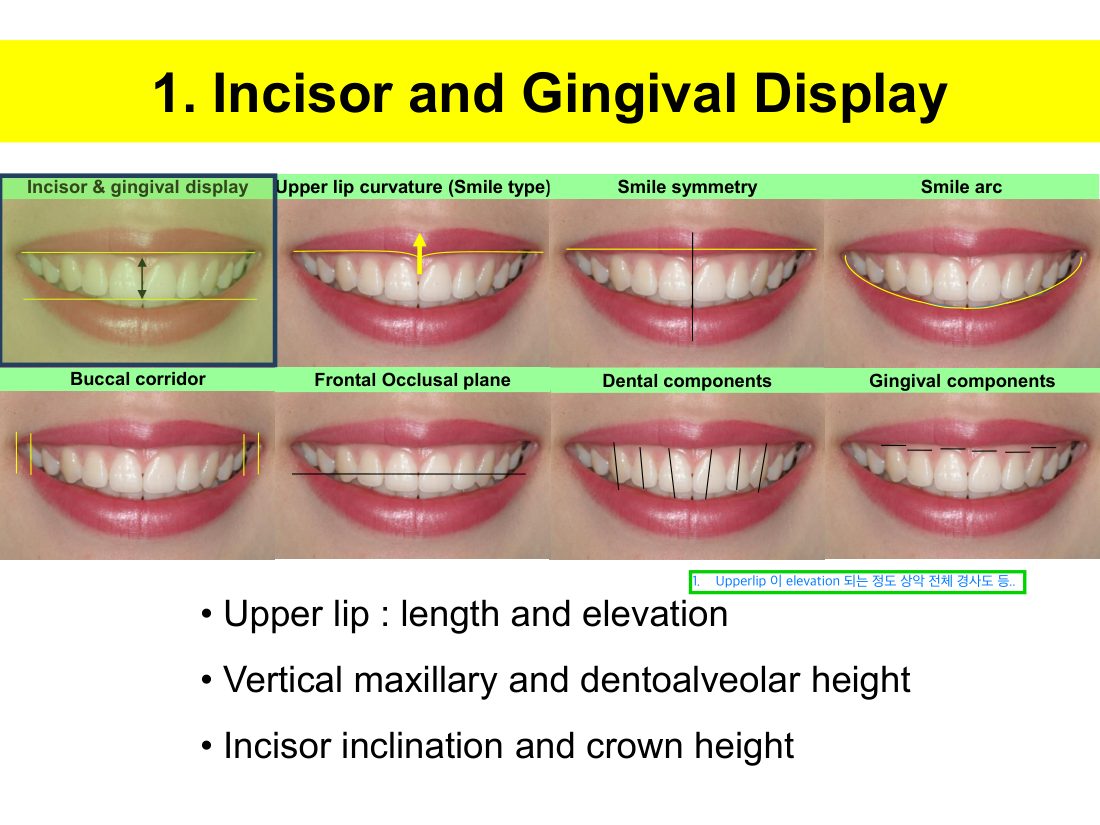 1. Incisor and Gingival Display
Incisor & gingival display
Upper lip curvature (Smile type)
Smile symmetry
Smile arc
Buccal corridor
Frontal Occlusal plane
Dental components
Gingival components
1. Upperlip 이 elevation 되는 정도 상악 전체 경사도 등..
• Upper lip : length and elevation
• Vertical maxillary and dentoalveolar height
• Incisor inclination and crown height